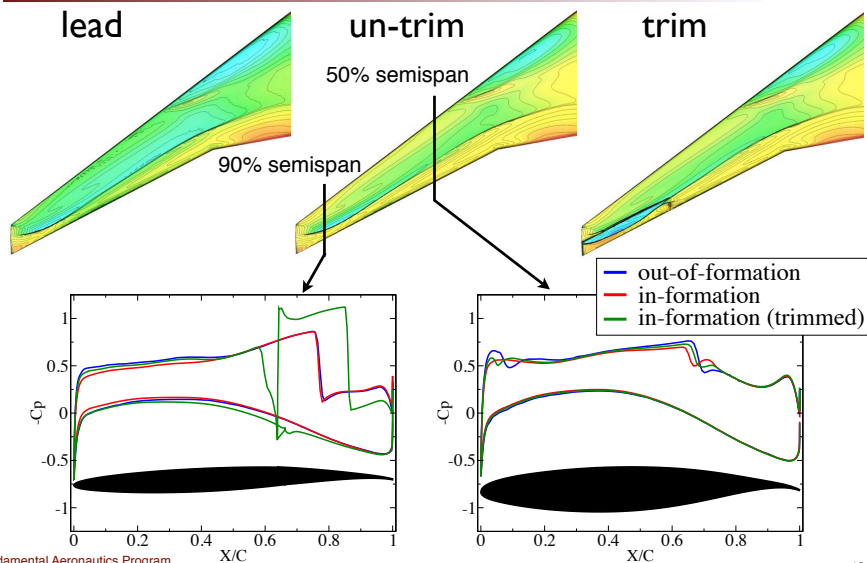 lead
un-trim
trim
50% semispan
90% semispan
out-of-formation
in-formation
in-formation (trimmed)
1
0.5
0
-0.5
-1
-Cp
0
0.2
0.4
0.6
0.8
1
X/C
1
0.5
0
-0.5
-1
-Cp
0
0.2
0.4
0.6
0.8
1
X/C
damental Aeronautics Program